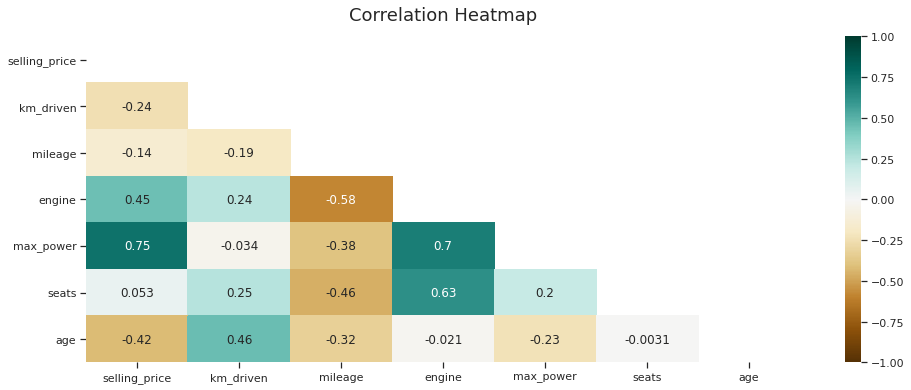 Correlation Heatmap
selling_price
km_driven -0.24
mileage -0.14 -0.19
engine 0.45 0.24 -0.58
max_power 0.75 -0.034 -0.38 0.7
seats 0.053 0.25 -0.46 0.63 0.2
age -0.42 0.46 -0.32 -0.021 -0.23 -0.0031
selling_price km_driven mileage engine max_power seats age
1.00
0.75
0.50
0.25
0.00
−0.25
−0.50
−0.75
−1.00